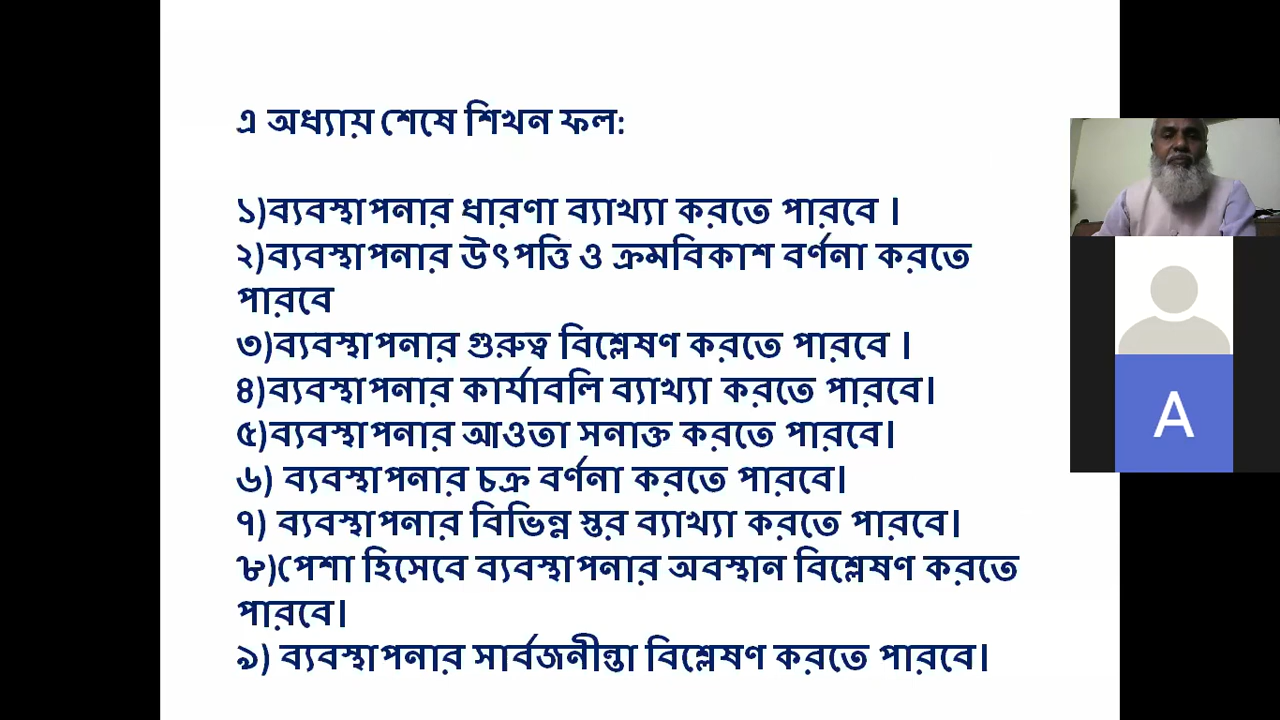 এ অধ্যায় শেষে শিখন ফল:
১)ব্যবস্থাপনার ধারণা ব্যাখ্যা করতে পারবে ।
২)ব্যবস্থাপনার উৎপত্তি ও ক্রমবিকাশ বর্ণনা করতে
পারবে
৩)ব্যবস্থাপনার গুরুত্ব বিশ্লেষণ করতে পারবে ।
৪)ব্যবস্থাপনার কার্যাবলি ব্যাখ্যা করতে পারবে।
৫)ব্যবস্থাপনার আওতা সনাক্ত করতে পারবে।
৬) ব্যবস্থাপনার চক্র বর্ণনা করতে পারবে।
৭) ব্যবস্থাপনার বিভিন্ন স্তর ব্যাখ্যা করতে পারবে।
৮)পেশা হিসেবে ব্যবস্থাপনার অবস্থান বিশ্লেষণ করতে
পারবে।
৯) ব্যবস্থাপনার সার্বজনীন্তা বিশ্লেষণ করতে পারবে।
A